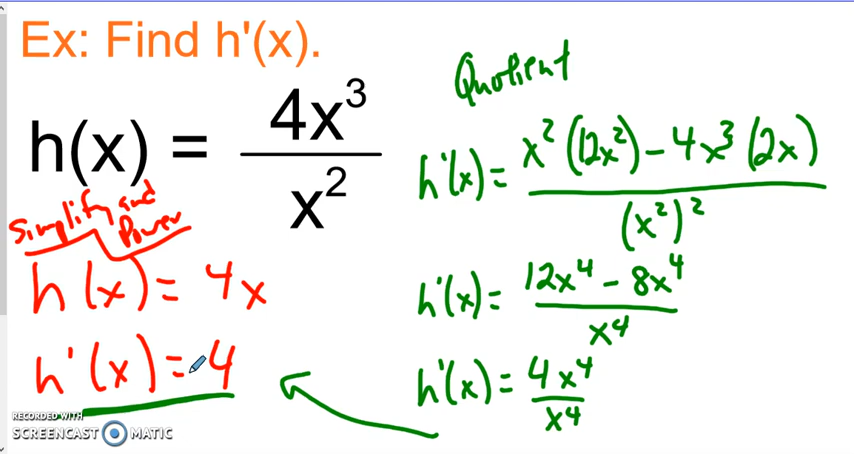 Ex: Find h'(x).
h(x) = 4x³ / x²
Simplify and Power
h(x) = 4x
h'(x) = 4
Quotient
h'(x) = x²(12x²) - 4x³(2x) / (x²)²
h'(x) = 12x⁴ - 8x⁴ / x⁴
h'(x) = 4x⁴ / x⁴
RECORDED WITH
SCREENCAST MATIC